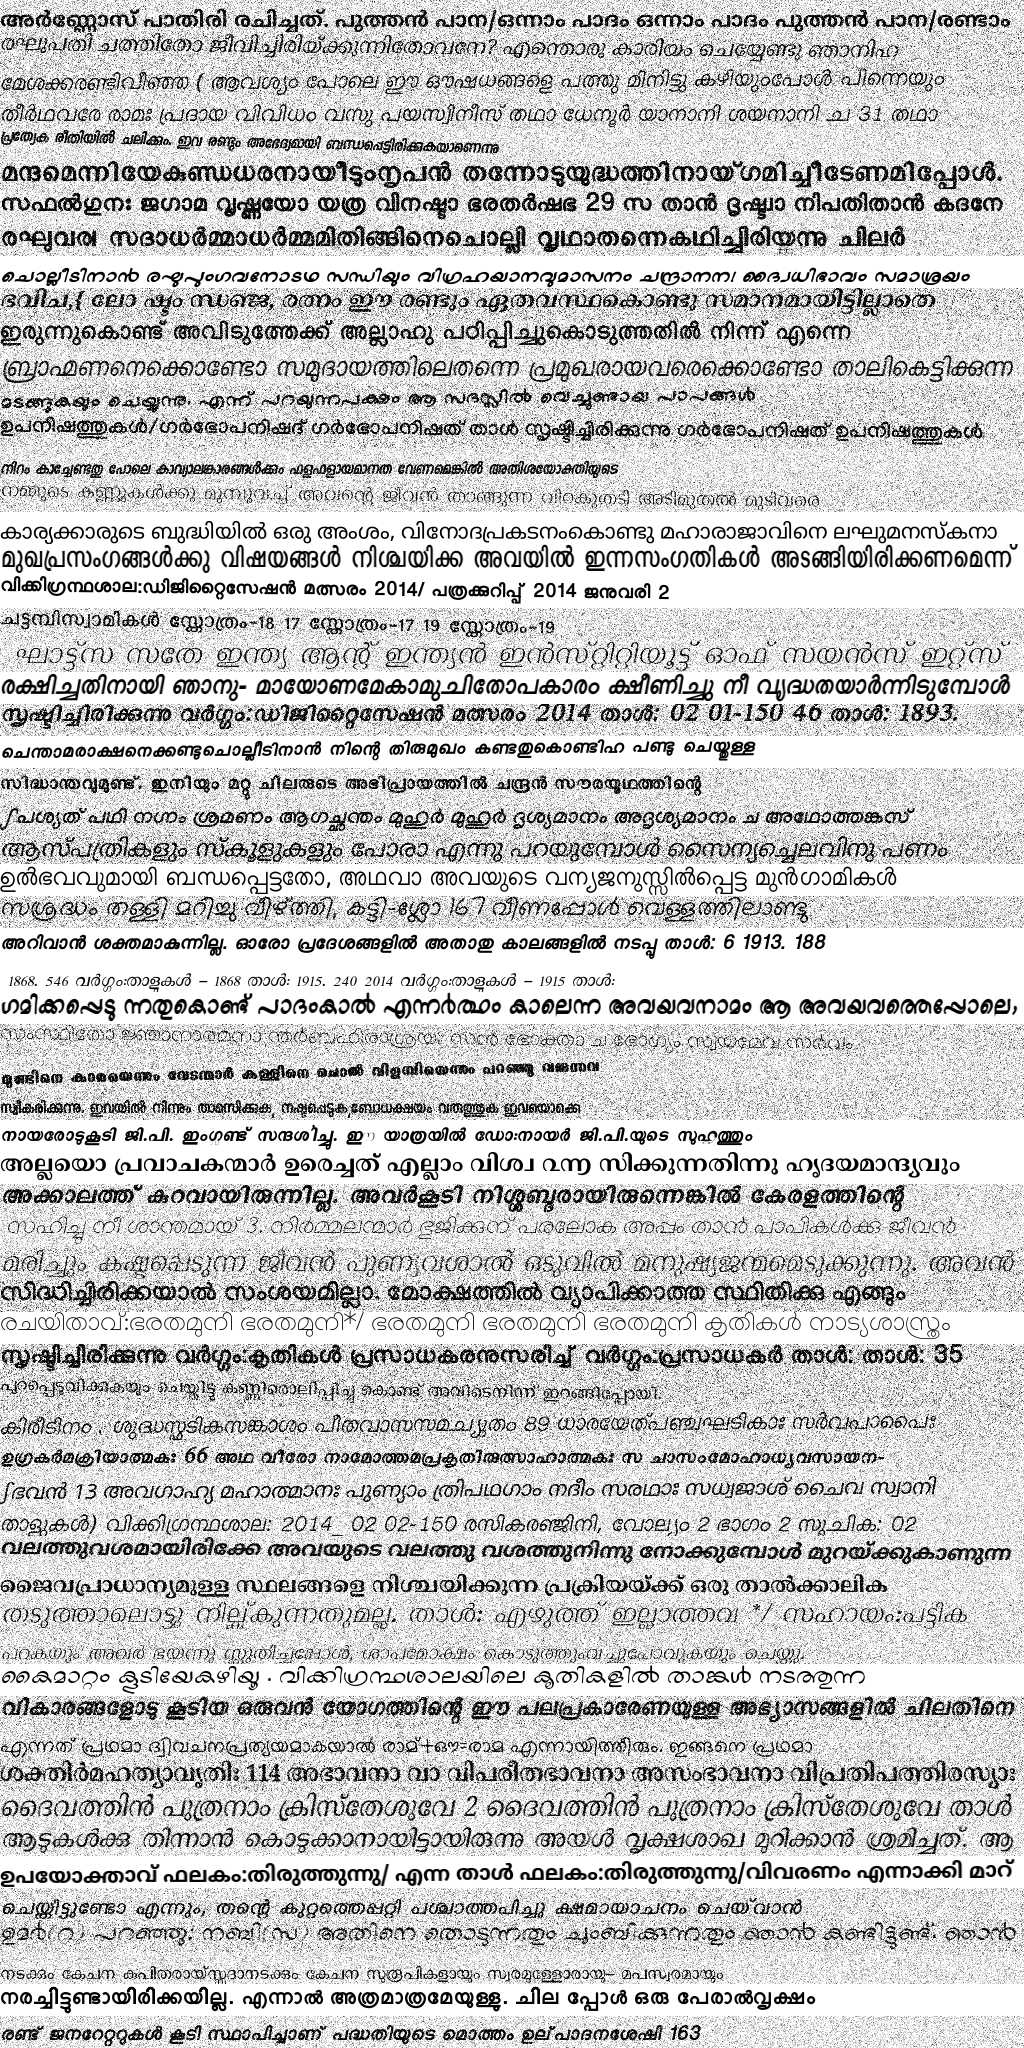 അർണ്ണോസ് പാതിരി രചിച്ചത്. പുത്തൻ പാന/ഒന്നാം പാദം ഒന്നാം പാദം പുത്തൻ പാന/രണ്ടാം
രഘുപതി ചത്തിതോ ജീവിച്ചിരിയ്ക്കുന്നിതോവനേ? എന്തൊരു കാരിയം ചെയ്യേണ്ടു ഞാനിഹ
മേശക്കരണ്ടിവീഞ്ഞ ( ആവശ്യം പോലെ ഈ ഔഷധങ്ങളെ പത്തു മിനിട്ടു കഴിയുംപോൾ പിന്നെയും
തീർഥവരേ രാമഃ പ്രദായ വിവിധം വസു പയസ്വിനീസ് തഥാ ധേനൂർ യാനാനി ശയനാനി ച 31 തഥാ
പ്രത്യേക രീതിയിൽ ചലിക്കും. ഇവ രണ്ടും അഭേദ്യമായി ബന്ധപ്പെട്ടിരിക്കുകയാണെന്നു
മന്ദമെന്നിയേകണ്ഡധരനായീട്ടുംനൃപൻ തന്നോടുയുദ്ധത്തിനായ്ഗമിച്ചീടേണമിപ്പോൾ.
സഫൽഗുനഃ ജഗാമ വൃഷ്ണയോ യത്ര വിനഷ്ടാ ഭരതർഷഭ 29 സ താൻ ദൃഷ്ട്വാ നിപതിതാൻ കദനേ
രഘുവര! സദാധർമ്മാധർമ്മമിതിങ്ങിനെചൊല്ലി വൃഥാതന്നെകഥിച്ചിരിയ്ക്കുന്നു ചിലർ
ചൊല്ലീടിനാൻ രഘുപുംഗവനോടഥ സന്ധിയും വിഗ്രഹയാനവുമാസനം ചന്ദ്രാനന! ദ്വൈധിഭാവം സമാശ്രയം
ഭവിച,{ ലോ ഷ്ടം ന്ധഞ്ജ, രത്നം ഈ രണ്ടും ഏതവസ്ഥകൊണ്ടു സമാനമായിട്ടില്ലാതെ
ഇരുന്നുകൊണ്ട് അവിടുത്തേക്ക് അല്ലാഹു പഠിപ്പിച്ചുകൊടുത്തതിൽ നിന്ന് എന്നെ
ബ്രാഹ്മണനെക്കൊണ്ടോ സമുദായത്തിലെതന്നെ പ്രമുഖരായവരെക്കൊണ്ടോ താലികെട്ടിക്കുന്ന
മടങ്ങുകയും ചെയ്യുന്നു. എന്ന് പറയുന്നപക്ഷം ആ സദസ്സിൽ വെച്ചുണ്ടായ പാപങ്ങൾ
ഉപനിഷത്തുകൾ/ഗർഭോപനിഷദ് ഗർഭോപനിഷത് താൾ സൃഷ്ടിച്ചിരിക്കുന്നു ഗർഭോപനിഷത് ഉപനിഷത്തുകൾ
നിറം കാച്ചേണ്ടതു പോലെ കാവ്യാലങ്കാരങ്ങൾക്കും ഫളഫളായമാനത വേണമെങ്കിൽ അതിശയോക്തിയുടെ
നമ്മുടെ കണ്ണുകൾക്കു മുമ്പുവച്ച് അവന്റെ ജീവൻ താങ്ങുന്ന വിറകുതടി അടിമുതൽ മുടിവരെ
കാര്യക്കാരുടെ ബുദ്ധിയിൽ ഒരു അംശം, വിനോദപ്രകടനംകൊണ്ടു മഹാരാജാവിനെ ലഘുമനസ്കനാ
മുഖപ്രസംഗങ്ങൾക്കു വിഷയങ്ങൾ നിശ്ചയിക്ക അവയിൽ ഇന്നസംഗതികൾ അടങ്ങിയിരിക്കണമെന്ന്
വിക്കിഗ്രന്ഥശാല:ഡിജിറ്റൈസേഷൻ മത്സരം 2014/ പത്രക്കുറിപ്പ് 2014 ജനുവരി 2
ചട്ടമ്പിസ്വാമികൾ സ്തോത്രം-18 17 സ്തോത്രം-17 19 സ്തോത്രം-19
ഘാട്ട്സ സതേ ഇന്ത്യ ആന്റ് ഇന്ത്യൻ ഇൻസ്റ്റിറ്റിയൂട്ട് ഓഫ് സയൻസ് ഇറ്റ്സ്
രക്ഷിച്ചതിനായി ഞാനു- മായോണമേകാമുചിതോപകാരം ക്ഷീണിച്ചു നീ വൃദ്ധതയാർന്നിടുമ്പോൾ
സൃഷ്ടിച്ചിരിക്കുന്നു വർഗ്ഗം:ഡിജിറ്റൈസേഷൻ മത്സരം 2014 താൾ: 02 01-150 46 താൾ: 1893.
ചെന്താമരാക്ഷനെക്കണ്ടുചൊല്ലീടിനാൻ നിന്റെ തിരുമുഖം കണ്ടതുകൊണ്ടിഹ പണ്ടു ചെയ്തുള്ള
സിദ്ധാന്തവുമുണ്ട്. ഇനിയും മറ്റു ചിലരുടെ അഭിപ്രായത്തിൽ ചന്ദ്രൻ സൗരയൂഥത്തിന്റെ
ʃപശ്യത് പഥി നഗ്നം ശ്രമണം ആഗച്ഛന്തം മുഹുർ മുഹുർ ദൃശ്യമാനം അദൃശ്യമാനം ച അഥോത്തങ്കസ്
ആസ്പത്രികളും സ്കൂളുകളും പോരാ എന്നു പറയുമ്പോൾ സൈന്യച്ചെലവിനു പണം
ഉൽഭവവുമായി ബന്ധപ്പെട്ടതോ, അഥവാ അവയുടെ വന്യജനുസ്സിൽപ്പെട്ട മുൻഗാമികൾ
സശ്രദ്ധം തള്ളി മറിച്ചു വീഴ്ത്തി, കട്ടി-ശ്ലോ 167 വീണപ്പോൾ വെള്ളത്തിലാണ്ടു
അറിവാൻ ശക്തമാകുന്നില്ല. ഓരോ പ്രദേശങ്ങളിൽ അതാതു കാലങ്ങളിൽ നടപ്പു താൾ: 6 1913. 188
1868. 546 വർഗ്ഗം:താളുകൾ – 1868 താൾ: 1915. 240 2014 വർഗ്ഗം:താളുകൾ – 1915 താൾ:
ഗമിക്കപ്പെട്ടു ന്നതുകൊണ്ട് പാദംകാൽ എന്നർത്ഥം കാലെന്ന അവയവനാമം ആ അവയവത്തെപ്പോലെ,
സംസ്ഥിതോ ജ്ഞാനാത്മനാ ന്തർബഹിരാശ്രയഃ സൻ ഭോക്താ ച ഭോഗ്യം സ്വയമേവ സർവം
മുണ്ടിനെ കാമയെന്നും വേടന്മാർ കള്ളിനെ ചൊൽ വിളമ്പിയെന്നും പറഞ്ഞു വരുന്നവ
സ്വീകരിക്കുന്നു. ഇവയിൽ നിന്നും താമസിക്കുക, നഷ്ടപ്പെടുക,ബോധക്ഷയം വരുത്തുക ഇവയൊക്കെ
നായരോടുകൂടി ജി.പി. ഇംഗണ്ട് സന്ദൎശിച്ചു. ഈ യാത്രയിൽ ഡോ:നായർ ജി.പി.യുടെ സുഹൃത്തും
അല്ലയൊ പ്രവാചകന്മാർ ഉരെച്ചത് എല്ലാം വിശ്വ ൨൬ സിക്കുന്നതിന്നു ഹൃദയമാന്ദ്യവും
അക്കാലത്ത് കുറവായിരുന്നില്ല. അവർകൂടി നിശ്ശബ്ദരായിരുന്നെങ്കിൽ കേരളത്തിന്റെ
സഹിച്ചു നീ ശാന്തമായ് 3. നിർമ്മലന്മാർ ഭുജിക്കുന് പരലോക അപ്പം താൻ പാപികൾക്കു ജീവൻ
മരിച്ചും കഷ്ടപ്പെടുന്ന ജീവൻ പുണ്യവശാൽ ഒടുവിൽ മനുഷ്യജന്മമെടുക്കുന്നു. അവൻ
സിദ്ധിച്ചിരിക്കയാൽ സംശയമില്ലാ. മോക്ഷത്തിൽ വ്യാപിക്കാത്ത സ്ഥിതിക്കു എങ്ങും
രചയിതാവ്:ഭരതമുനി ഭരതമുനി*/ ഭരതമുനി ഭരതമുനി ഭരതമുനി കൃതികൾ നാട്യശാസ്ത്രം
സൃഷ്ടിച്ചിരിക്കുന്നു വർഗ്ഗം:കൃതികൾ പ്രസാധകരനുസരിച്ച് വർഗ്ഗം:പ്രസാധകർ താൾ: താൾ: 35
പുറപ്പെടുവിക്കുകയും ചെയ്തിട്ടു കണ്ണിരൊലിപ്പിച്ചു കൊണ്ട് അവിടെനിന്ന് ഇറങ്ങിപ്പോയി.
കിരീടിനം . ശുദ്ധസ്ഫടികസങ്കാശം പീതവാസസമച്യുതം 89 ധാരയേത്പഞ്ചഘടികാഃ സർവപാപൈഃ
ഉഗ്രകർമക്രിയാത്മകഃ 66 അഥ വീരോ നാമോത്തമപ്രകൃതിരുത്സാഹാത്മകഃ സ ചാസംമോഹാധ്യവസായന-
ʃഭവൻ 13 അവഗാഹ്യ മഹാത്മാനഃ പുണ്യാം ത്രിപഥഗാം നദീം സരഥാഃ സധ്വജാശ് ചൈവ സ്വാനി
താളുകൾ) വിക്കിഗ്രന്ഥശാല: 2014_ 02 02-150 രസികരഞ്ജിനി, വോല്യം 2 ഭാഗം 2 സൂചിക: 02
വലത്തുവശമായിരിക്കേ അവയുടെ വലത്തു വശത്തുനിന്നു നോക്കുമ്പോൾ മുറയ്ക്കുകാണുന്ന
ജൈവപ്രാധാന്യമുള്ള സ്ഥലങ്ങളെ നിശ്ചയിക്കുന്ന പ്രക്രിയയ്ക്ക് ഒരു താൽക്കാലിക
തടുത്താലൊട്ടു നില്ല്കുന്നതുമല്ല. താൾ: എഴുത്ത് ഇല്ലാത്തവ */ സഹായം:പട്ടിക
പറകയും അവർ ഭയന്നു സ്തുതിച്ചപ്പോൾ, ശാപമോക്ഷം കൊടുത്തുംവച്ചുപോവുകയും ചെയ്തു.
കൈമാറ്റം കൂടിയേകഴിയൂ . വിക്കിഗ്രന്ഥശാലയിലെ കൃതികളിൽ താങ്കൾ നടത്തുന്ന
വികാരങ്ങളോടു കൂടിയ ഒരുവൻ യോഗത്തിന്റെ ഈ പലപ്രകാരേണയുള്ള അഭ്യാസങ്ങളിൽ ചിലതിനെ
എന്നത് പ്രഥമാ ദ്വിവചനപ്രത്യയമാകയാൽ രാമ്+ഔ=രാമ എന്നായിത്തീരും. ഇങ്ങനെ പ്രഥമാ
ശക്തിർമഹത്യാവൃതിഃ 114 അഭാവനാ വാ വിപരീതഭാവനാ അസംഭാവനാ വിപ്രതിപത്തിരസ്യാഃ
ദൈവത്തിൻ പുത്രനാം ക്രിസ്തേശുവേ 2 ദൈവത്തിൻ പുത്രനാം ക്രിസ്തേശുവേ താൾ
ആടുകൾക്കു തിന്നാൻ കൊടുക്കാനായിട്ടായിരുന്നു അയൾ വൃക്ഷശാഖ മുറിക്കാൻ ശ്രമിച്ചത്. ആ
ഉപയോക്താവ് ഫലകം:തിരുത്തുന്നു/ എന്ന താൾ ഫലകം:തിരുത്തുന്നു/വിവരണം എന്നാക്കി മാറ്
ചെയ്തിട്ടുണ്ടോ എന്നും, തന്റെ കുറ്റത്തെപ്പറ്റി പശ്ചാത്തപിച്ചു ക്ഷമായാചനം ചെയ്‌വാൻ
ഉമർ(റ) പറഞ്ഞു: നബി(സ) അതിനെ തൊടുന്നതും ചുംബിക്കുന്നതും ഞാൻ കണ്ടിട്ടുണ്ട്. ഞാൻ
നടക്കും കേചന കുപിതരായ്സ്സദാനടക്കും കേചന സുരൂപികളായും സ്വരമുള്ളോരായു– മപസ്വരമായും
നരച്ചിട്ടുണ്ടായിരിക്കയില്ല. എന്നാൽ അത്രമാത്രമേയുള്ളു. ചില പ്പോൾ ഒരു പേരാൽവൃക്ഷം
രണ്ട് ജനറേറ്ററുകൾ കൂടി സ്ഥാപിച്ചാണ് പദ്ധതിയുടെ മൊത്തം ഉല്‌പാദനശേഷി 163